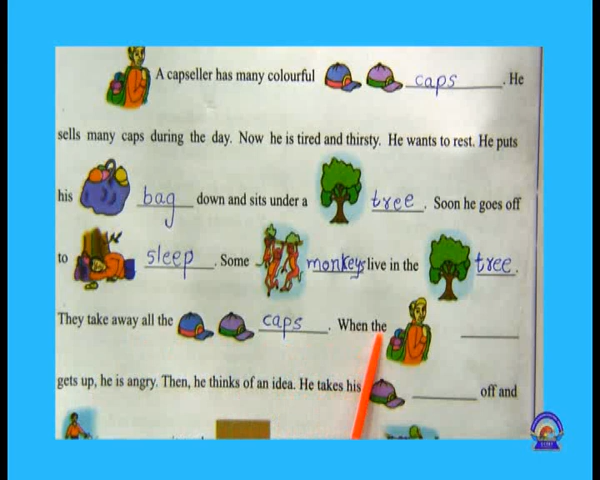 A capseller has many colourful caps. He
sells many caps during the day. Now he is tired and thirsty. He wants to rest. He puts
his bag down and sits under a tree. Soon he goes off
to sleep. Some monkeys live in the tree.
They take away all the caps. When the ______
gets up, he is angry. Then, he thinks of an idea. He takes his ______ off and